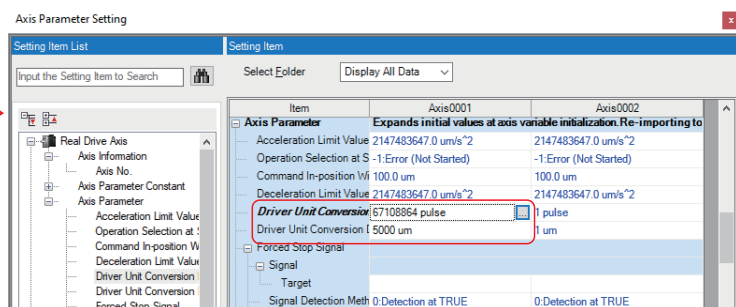 Axis Parameter Setting
x
Setting Item List
Setting Item
Input the Setting Item to Search
Select Folder
Display All Data
Item
Axis0001
Axis0002
Axis Parameter
Expands initial values at axis variable initialization.Re-importing to
Acceleration Limit Value
2147483647.0 um/s^2
2147483647.0 um/s^2
Operation Selection at S
-1:Error (Not Started)
-1:Error (Not Started)
Command In-position Wi
100.0 um
100.0 um
Deceleration Limit Value
2147483647.0 um/s^2
2147483647.0 um/s^2
Driver Unit Conversion
67108864 pulse
...
1 pulse
Driver Unit Conversion
5000 um
1 um
Forced Stop Signal
Signal
Target
Signal Detection Meth
0:Detection at TRUE
0:Detection at TRUE
Real Drive Axis
Axis Information
Axis No.
Axis Parameter Constant
Axis Parameter
Acceleration Limit Value
Operation Selection at
Command In-position W
Deceleration Limit Value
Driver Unit Conversion
Driver Unit Conversion
Forced Stop Signal